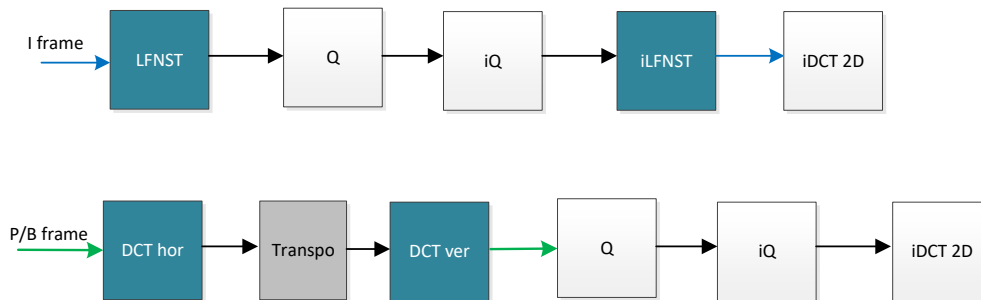 I frame
LFNST
Q
iQ
iLFNST
iDCT 2D
P/B frame
DCT hor
Transpo
DCT ver
Q
iQ
iDCT 2D